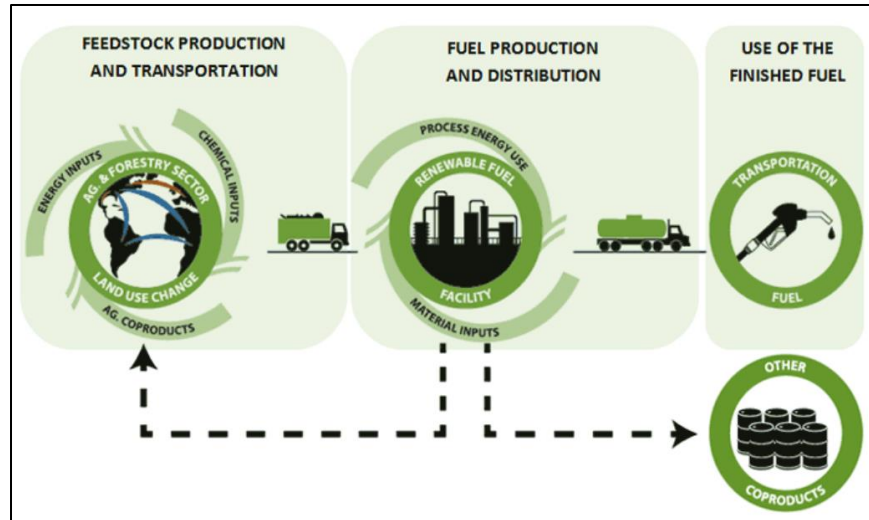 FEEDSTOCK PRODUCTION
AND TRANSPORTATION
FUEL PRODUCTION
AND DISTRIBUTION
USE OF THE
FINISHED FUEL
ENERGY INPUTS
CHEMICAL INPUTS
AG. & FORESTRY SECTOR
LAND USE CHANGE
AG. COPRODUCTS
PROCESS ENERGY USE
RENEWABLE FUEL
FACILITY
MATERIAL INPUTS
TRANSPORTATION
FUEL
OTHER
COPRODUCTS